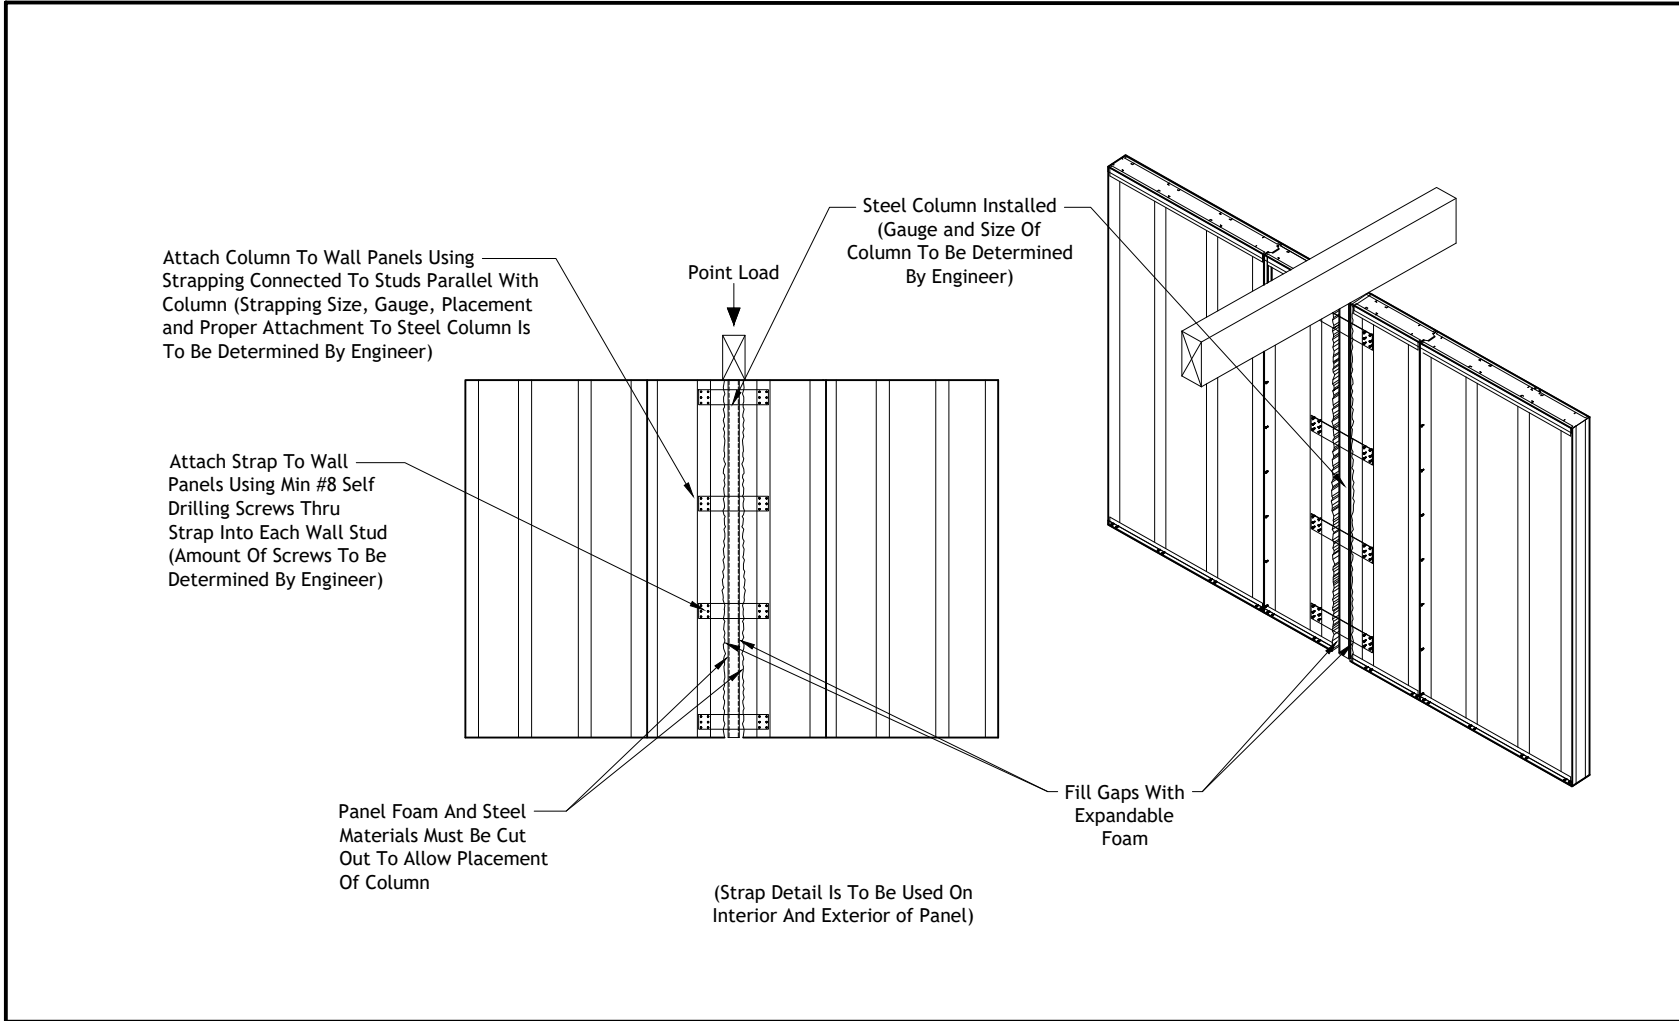 Steel Column Installed
(Gauge and Size Of
Column To Be Determined
By Engineer)
Attach Column To Wall Panels Using
Strapping Connected To Studs Parallel With
Column (Strapping Size, Gauge, Placement
and Proper Attachment To Steel Column Is
To Be Determined By Engineer)
Point Load
Attach Strap To Wall
Panels Using Min #8 Self
Drilling Screws Thru
Strap Into Each Wall Stud
(Amount Of Screws To Be
Determined By Engineer)
Panel Foam And Steel
Materials Must Be Cut
Out To Allow Placement
Of Column
Fill Gaps With
Expandable
Foam
(Strap Detail Is To Be Used On
Interior And Exterior of Panel)